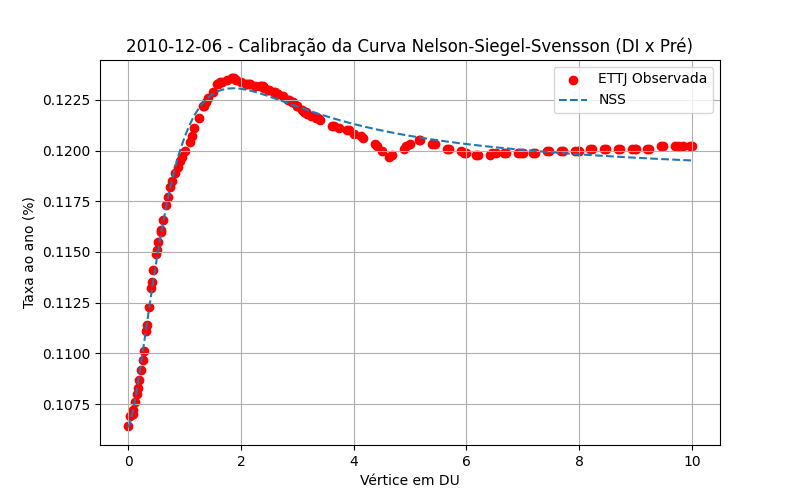 2010-12-06 - Calibração da Curva Nelson-Siegel-Svensson (DI x Pré)
ETTJ Observada
NSS
Taxa ao ano (%)
0.1225
0.1200
0.1175
0.1150
0.1125
0.1100
0.1075
0 2 4 6 8 10
Vértice em DU